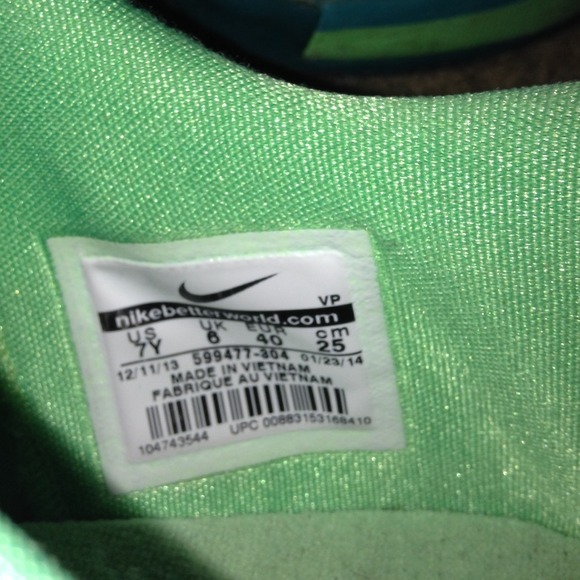 VP
nikebetterworld.com
US UK EUR cm
7Y 6 40 25
12/11/13 599477-304 01/23/14
MADE IN VIETNAM
FABRIQUE AU VIETNAM
104743544 UPC 00883153168410